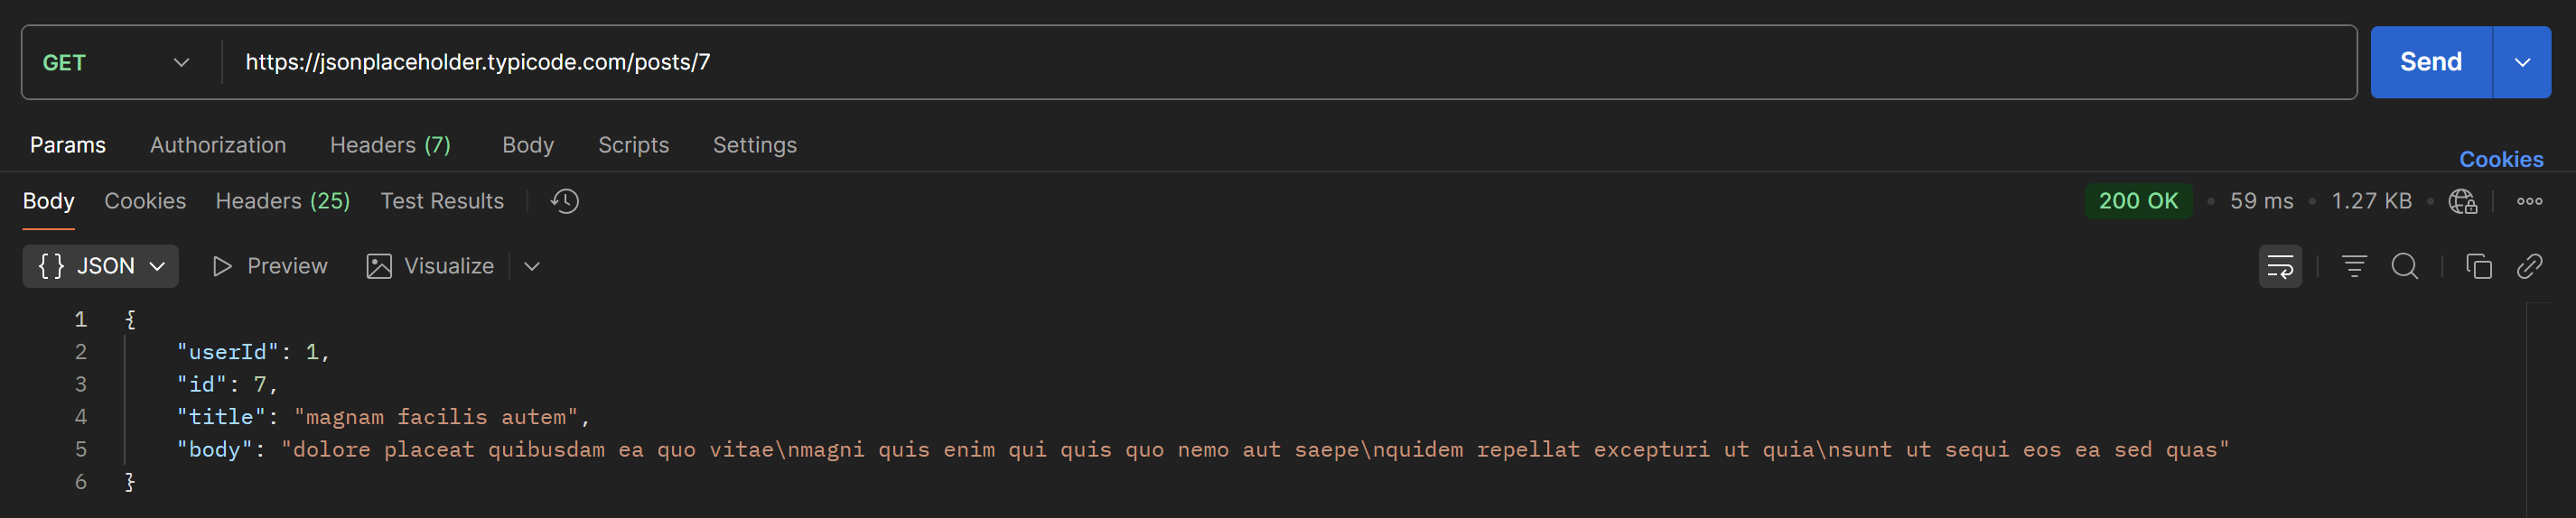 GET https://jsonplaceholder.typicode.com/posts/7 Send
Params Authorization Headers (7) Body Scripts Settings Cookies
Body Cookies Headers (25) Test Results 200 OK • 59 ms • 1.27 KB •
{} JSON Preview Visualize
1 {
2 "userId": 1,
3 "id": 7,
4 "title": "magnam facilis autem",
5 "body": "dolore placeat quibusdam ea quo vitae\nmagni quis enim qui quis quo nemo aut saepe\nquidem repellat excepturi ut quia\nsunt ut sequi eos ea sed quas"
6 }